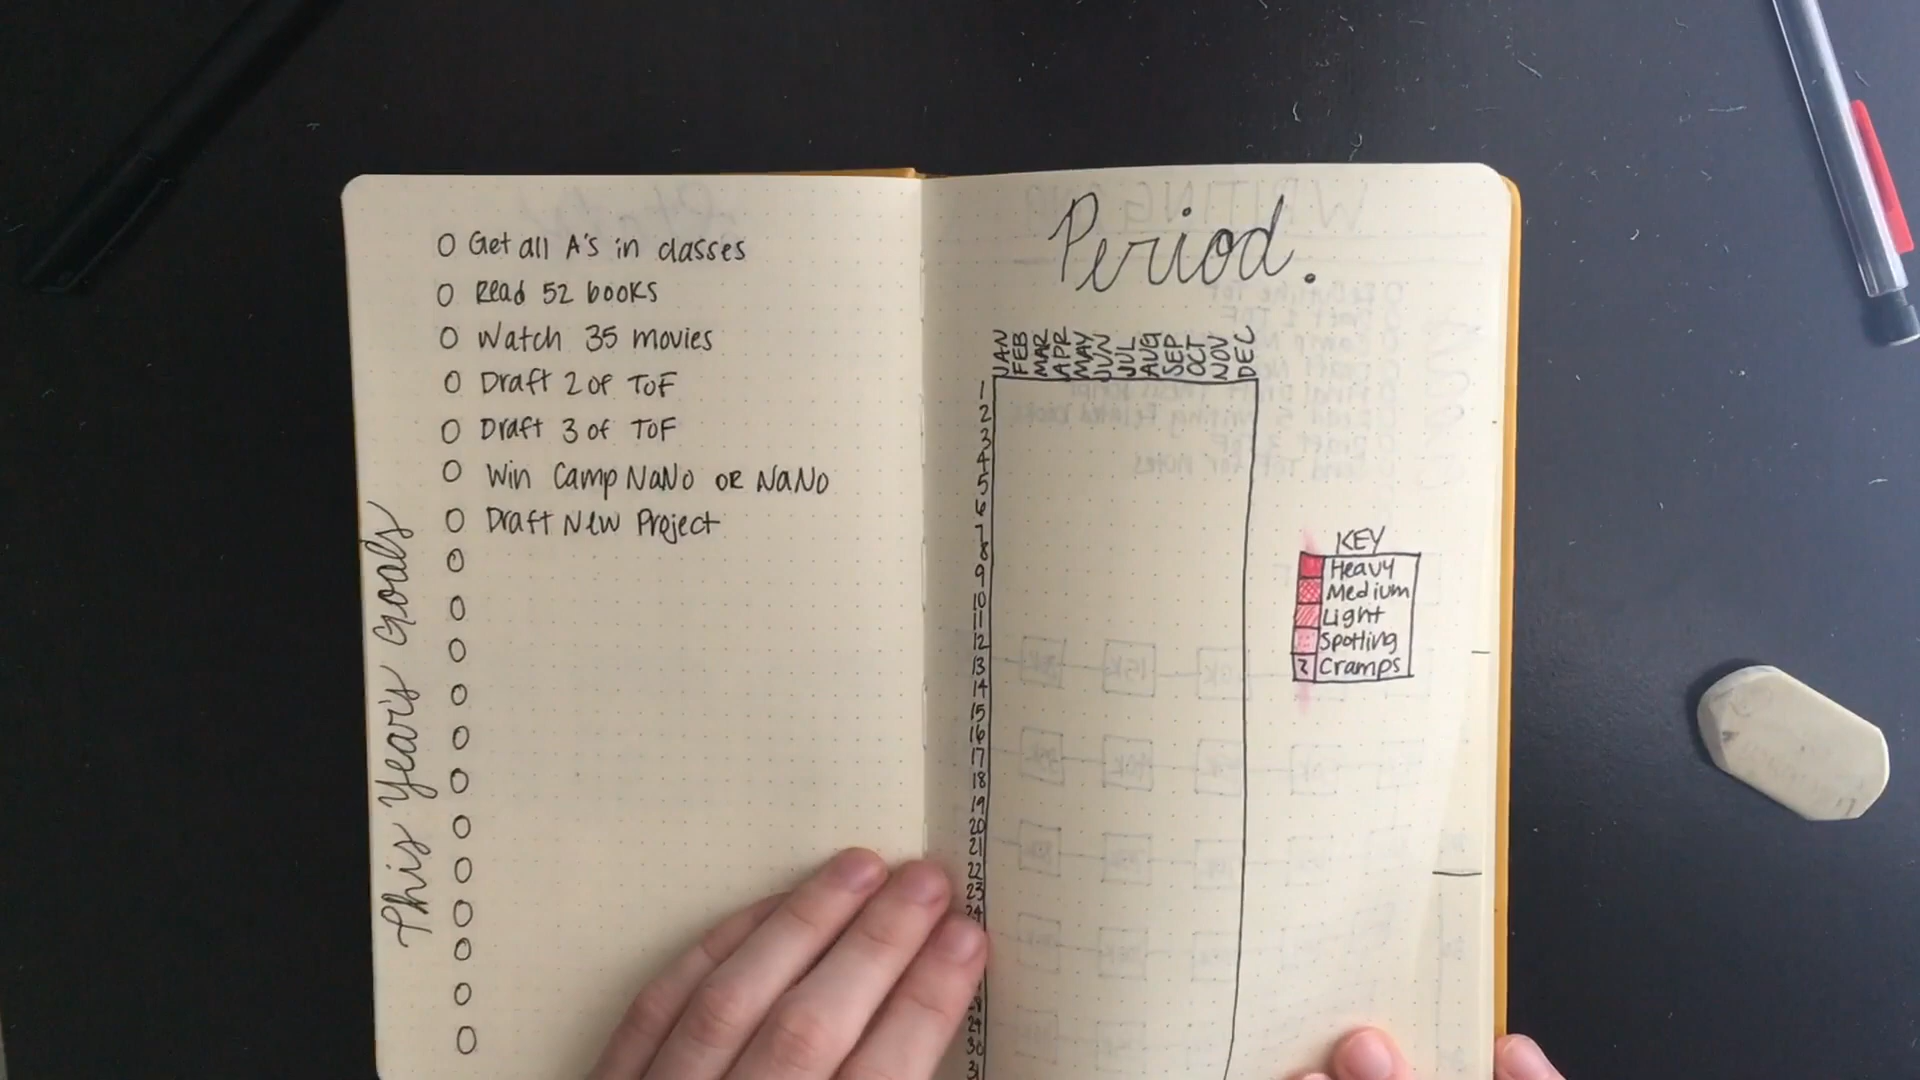 Get all A's in classes
Read 52 books
Watch 35 movies
Draft 2 of ToF
Draft 3 of ToF
Win Camp NaNo OR NaNo
Draft New Project
This Year's Goals
Period.
JAN FEB MAR APR MAY JUN JUL AUG SEP OCT NOV DEC
1
2
3
4
5
6
7
8
9
10
11
12
13
14
15
16
17
18
19
20
21
22
23
24
28
29
30
31
KEY
Heavy
Medium
Light
Spotting
Cramps